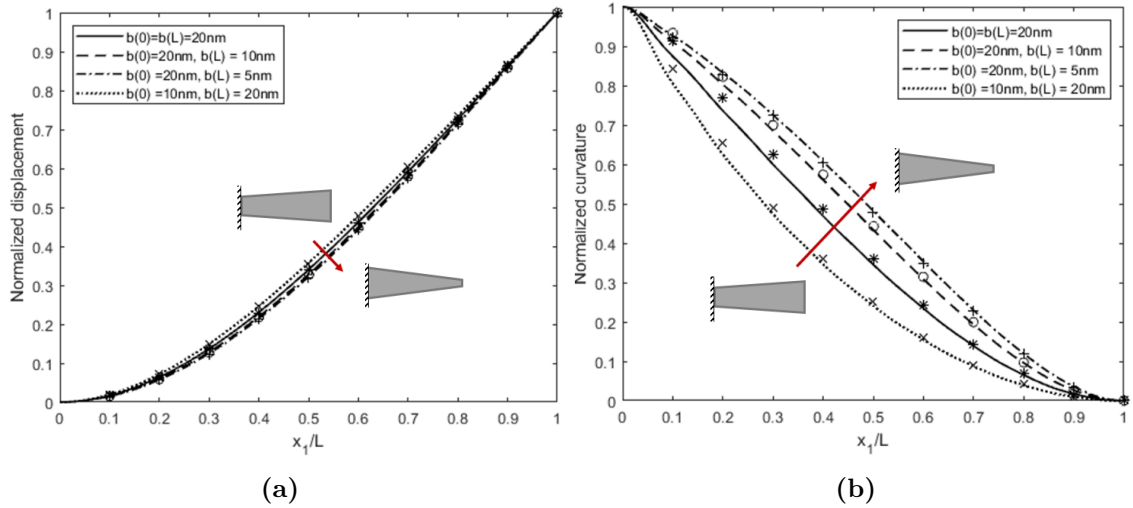 Normalized displacement
1
0.9
0.8
0.7
0.6
0.5
0.4
0.3
0.2
0.1
0
b(0)=b(L)=20nm
b(0)=20nm, b(L) = 10nm
b(0) =20nm, b(L) = 5nm
b(0) =10nm, b(L) = 20nm
0 0.1 0.2 0.3 0.4 0.5 0.6 0.7 0.8 0.9 1
x₁/L
(a)
Normalized curvature
1
0.9
0.8
0.7
0.6
0.5
0.4
0.3
0.2
0.1
0
b(0)=b(L)=20nm
b(0)=20nm, b(L) = 10nm
b(0) =20nm, b(L) = 5nm
b(0) =10nm, b(L) = 20nm
0 0.1 0.2 0.3 0.4 0.5 0.6 0.7 0.8 0.9 1
x₁/L
(b)